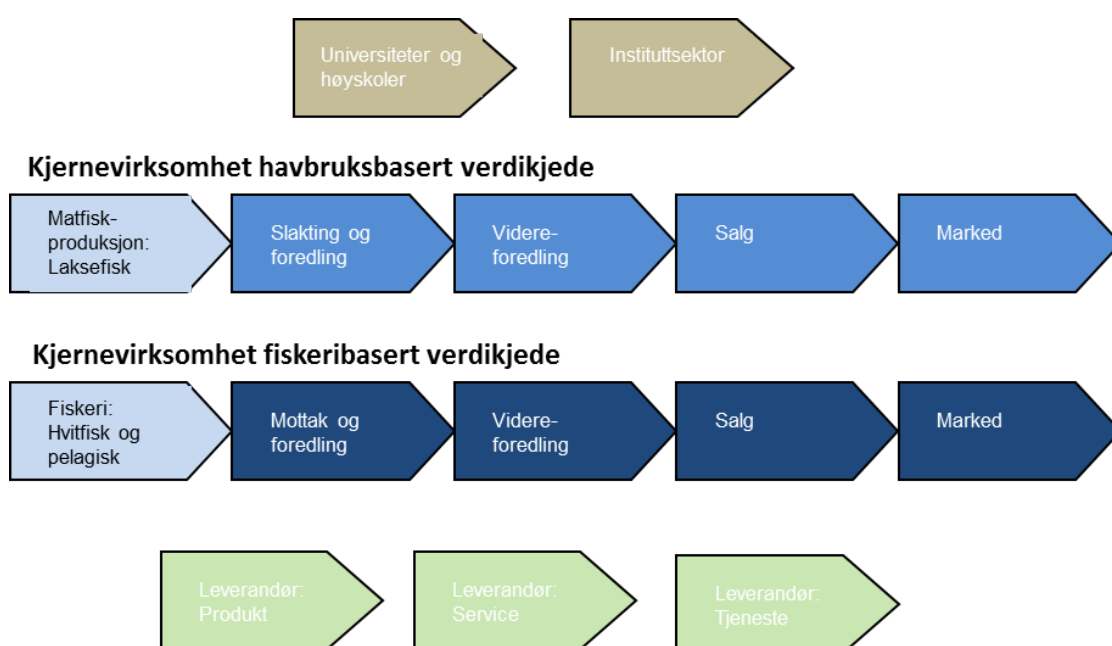 Universiteter og
høyskoler
Instituttsektor
Kjernevirksomhet havbruksbasert verdikjede
Matfisk-
produksjon:
Laksefisk
Slakting og
foredling
Videre-
foredling
Salg
Marked
Kjernevirksomhet fiskeribasert verdikjede
Fiskeri:
Hvitfisk og
pelagisk
Mottak og
foredling
Videre-
foredling
Salg
Marked
Leverandør:
Produkt
Leverandør:
Service
Leverandør:
Tjeneste